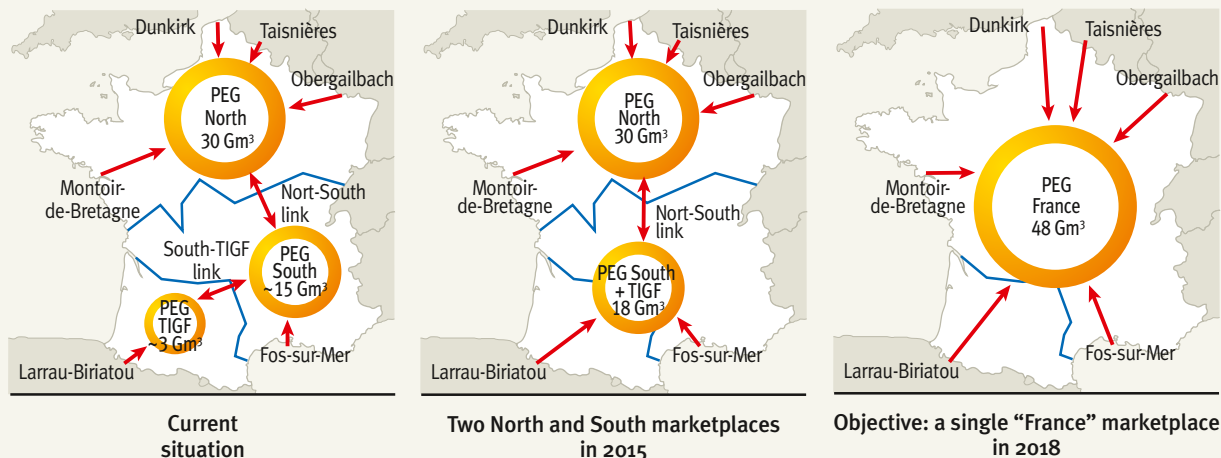 Dunkirk
Taisnières
Obergailbach
PEG
North
30 Gm³
Montoir-
de-Bretagne
Nort-South
link
South-TIGF
link
PEG
South
~15 Gm³
PEG
TIGF
~3 Gm³
Larrau-Biriatou
Fos-sur-Mer
Current
situation
Dunkirk
Taisnières
Obergailbach
PEG
North
30 Gm³
Montoir-
de-Bretagne
Nort-South
link
PEG South
+ TIGF
18 Gm³
Larrau-Biriatou
Fos-sur-Mer
Two North and South marketplaces
in 2015
Dunkirk
Taisnières
Obergailbach
Montoir-
de-Bretagne
PEG
France
48 Gm³
Larrau-Biriatou
Fos-sur-Mer
Objective: a single “France” marketplace
in 2018